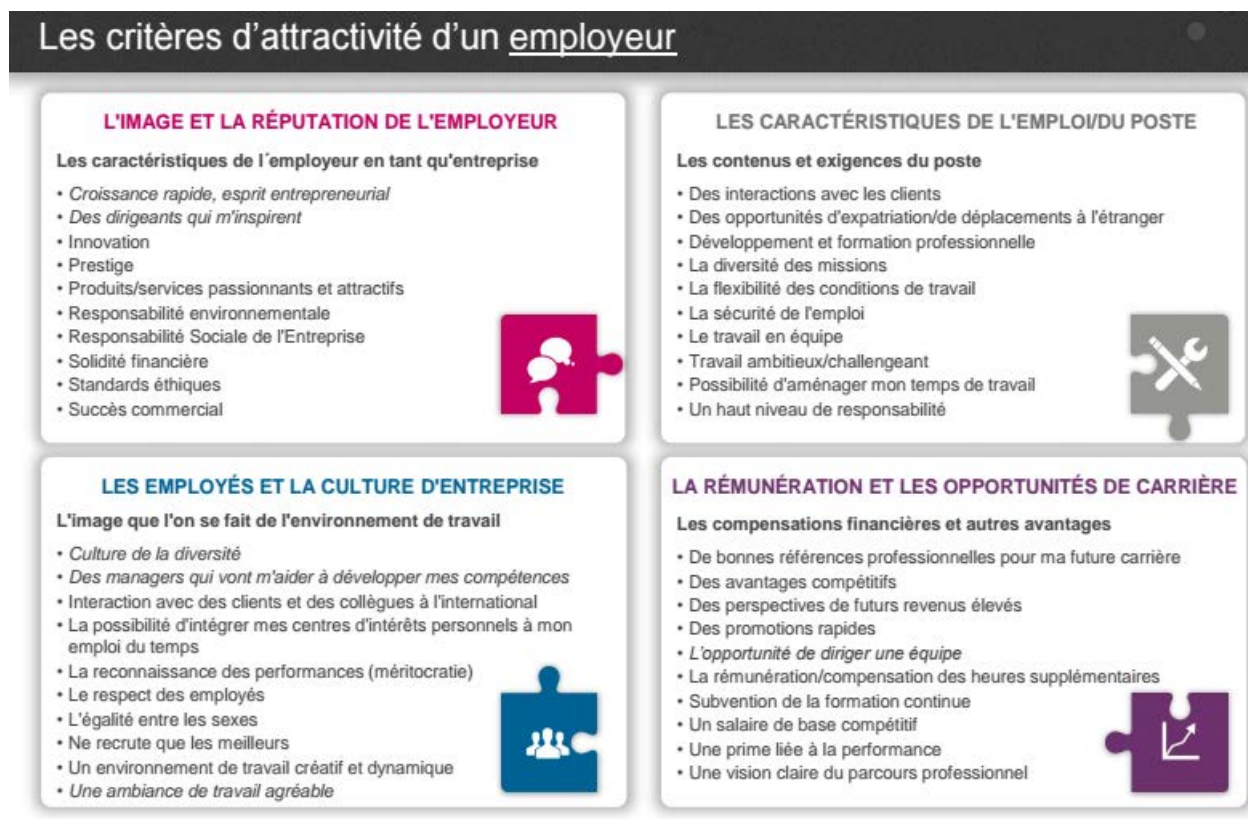 Les critères d'attractivité d'un employeur
L'IMAGE ET LA RÉPUTATION DE L'EMPLOYEUR
Les caractéristiques de l´employeur en tant qu'entreprise
• Croissance rapide, esprit entrepreneurial
• Des dirigeants qui m'inspirent
• Innovation
• Prestige
• Produits/services passionnants et attractifs
• Responsabilité environnementale
• Responsabilité Sociale de l'Entreprise
• Solidité financière
• Standards éthiques
• Succès commercial
LES CARACTÉRISTIQUES DE L'EMPLOI/DU POSTE
Les contenus et exigences du poste
• Des interactions avec les clients
• Des opportunités d'expatriation/de déplacements à l'étranger
• Développement et formation professionnelle
• La diversité des missions
• La flexibilité des conditions de travail
• La sécurité de l'emploi
• Le travail en équipe
• Travail ambitieux/challengeant
• Possibilité d'aménager mon temps de travail
• Un haut niveau de responsabilité
LES EMPLOYÉS ET LA CULTURE D'ENTREPRISE
L'image que l'on se fait de l'environnement de travail
• Culture de la diversité
• Des managers qui vont m'aider à développer mes compétences
• Interaction avec des clients et des collègues à l'international
• La possibilité d'intégrer mes centres d'intérêts personnels à mon
emploi du temps
• La reconnaissance des performances (méritocratie)
• Le respect des employés
• L'égalité entre les sexes
• Ne recrute que les meilleurs
• Un environnement de travail créatif et dynamique
• Une ambiance de travail agréable
LA RÉMUNÉRATION ET LES OPPORTUNITÉS DE CARRIÈRE
Les compensations financières et autres avantages
• De bonnes références professionnelles pour ma future carrière
• Des avantages compétitifs
• Des perspectives de futurs revenus élevés
• Des promotions rapides
• L'opportunité de diriger une équipe
• La rémunération/compensation des heures supplémentaires
• Subvention de la formation continue
• Un salaire de base compétitif
• Une prime liée à la performance
• Une vision claire du parcours professionnel